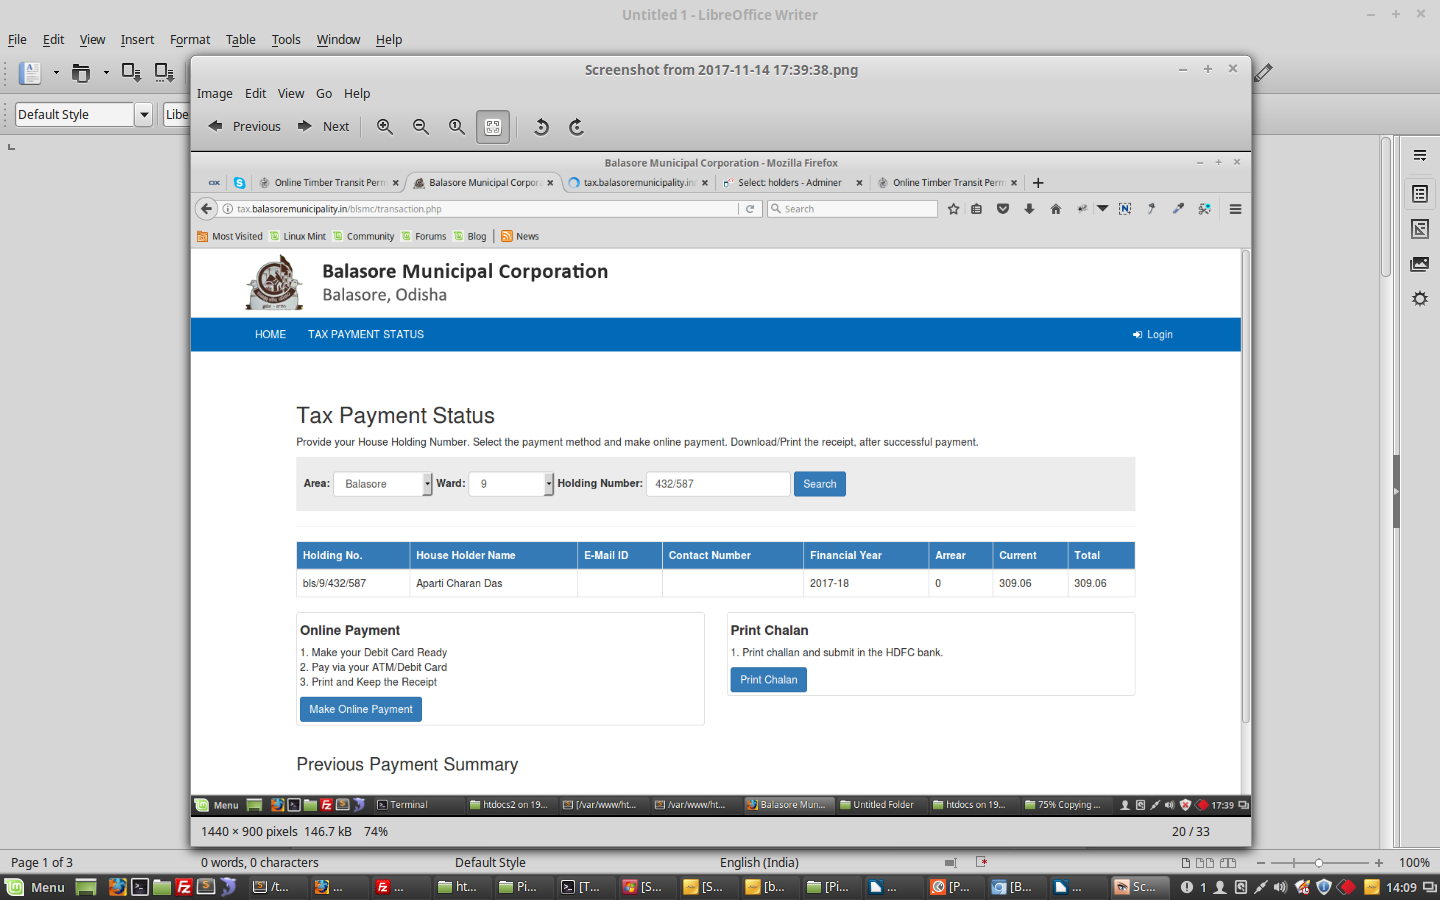 Untitled 1 - LibreOffice Writer
File Edit View Insert Format Table Tools Window Help
Default Style
Libe
Screenshot from 2017-11-14 17:39:38.png
Image Edit View Go Help
Previous Next
Balasore Municipal Corporation - Mozilla Firefox
Online Timber Transit Perm
Balasore Municipal Corpor
tax.balasoremunicipality.in
Select: holders - Adminer
Online Timber Transit Perm
tax.balasoremunicipality.in/blsmc/transaction.php
Search
Most Visited Linux Mint Community Forums Blog News
Balasore Municipal Corporation
Balasore, Odisha
HOME TAX PAYMENT STATUS Login
Tax Payment Status
Provide your House Holding Number. Select the payment method and make online payment. Download/Print the receipt, after successful payment.
Area: Balasore Ward: 9 Holding Number: 432/587 Search
Holding No. House Holder Name E-Mail ID Contact Number Financial Year Arrear Current Total
bls/9/432/587 Aparti Charan Das 2017-18 0 309.06 309.06
Online Payment
1. Make your Debit Card Ready
2. Pay via your ATM/Debit Card
3. Print and Keep the Receipt
Make Online Payment
Print Chalan
1. Print challan and submit in the HDFC bank.
Print Chalan
Previous Payment Summary
Menu Terminal htdocs2 on 19... [/var/www/ht... /var/www/ht... Balasore Mun... Untitled Folder htdocs on 19... 75% Copying ... 17:39
1440 × 900 pixels 146.7 kB 74% 20 / 33
Page 1 of 3 0 words, 0 characters Default Style English (India) 100%
Menu /t... ... ... ht... Pi... [T... [S... [S... [b... [Pi... ... [P... [B... ... Sc... 1 14:09